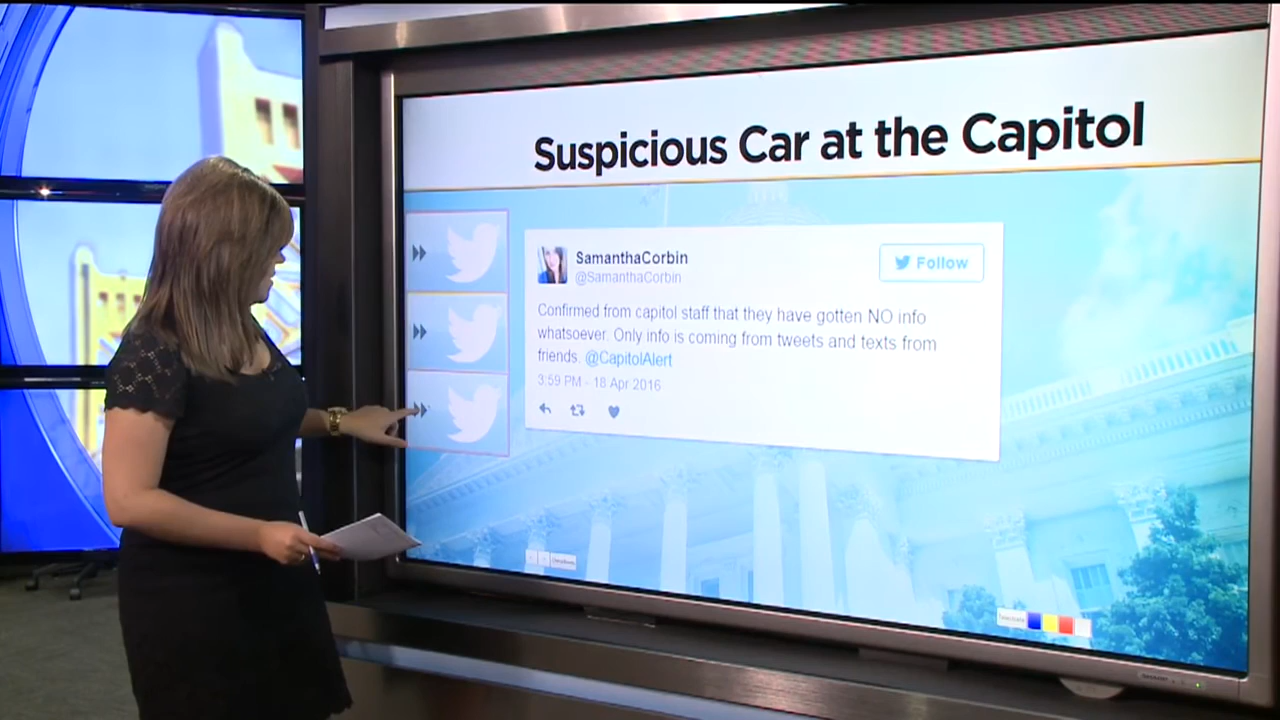 Suspicious Car at the Capitol
SamanthaCorbin
@SamanthaCorbin
Follow
Confirmed from capitol staff that they have gotten NO info
whatsoever. Only info is coming from tweets and texts from
friends. @CapitolAlert
3:59 PM - 18 Apr 2016